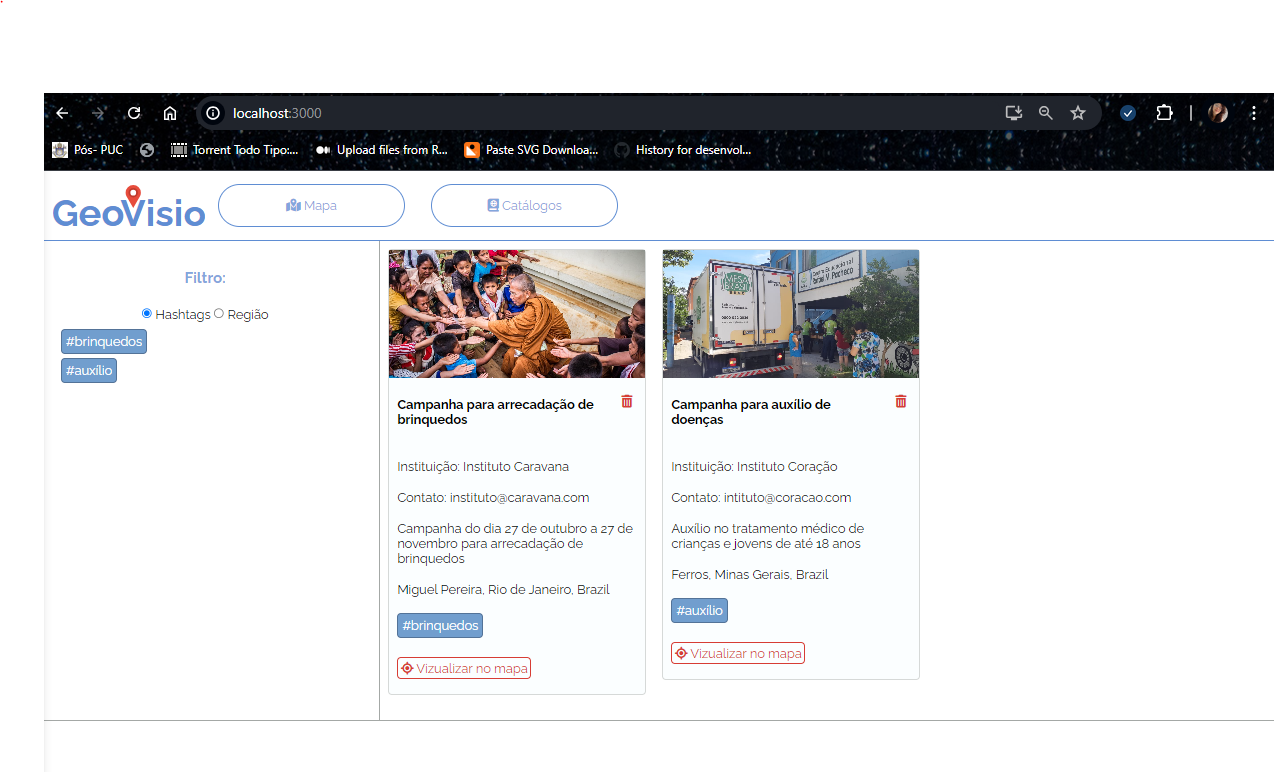 localhost:3000
Pós- PUC
Torrent Todo Tipo:...
Upload files from R...
Paste SVG Downloa...
History for desenvol...
GeoVisio
Mapa
Catálogos
Filtro:
Hashtags
Região
#brinquedos
#auxílio
Campanha para arrecadação de
brinquedos
Instituição: Instituto Caravana
Contato: instituto@caravana.com
Campanha do dia 27 de outubro a 27 de
novembro para arrecadação de
brinquedos
Miguel Pereira, Rio de Janeiro, Brazil
#brinquedos
Vizualizar no mapa
Campanha para auxílio de
doenças
Instituição: Instituto Coração
Contato: intituto@coracao.com
Auxílio no tratamento médico de
crianças e jovens de até 18 anos
Ferros, Minas Gerais, Brazil
#auxílio
Vizualizar no mapa